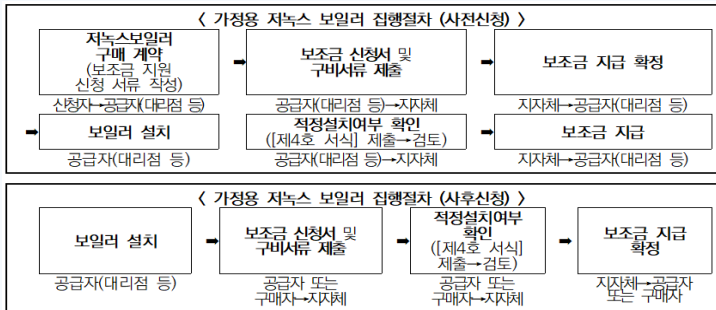 < 가정용 저녹스 보일러 집행절차 (사전신청) >
저녹스보일러
구매 계약
(보조금 지원
신청 서류 작성)
➡
보조금 신청서 및
구비서류 제출
➡
보조금 지급 확정
신청자→공급자(대리점 등)
공급자(대리점 등)→지자체
지자체→공급자(대리점 등)
➡
보일러 설치
적정설치여부 확인
([제4호 서식] 제출→검토)
➡
보조금 지급
공급자(대리점 등)
공급자(대리점 등)→지자체
지자체→공급자(대리점 등)
< 가정용 저녹스 보일러 집행절차 (사후신청) >
보일러 설치
➡
보조금 신청서 및
구비서류 제출
➡
적정설치여부
확인
([제4호 서식]
제출→검토)
➡
보조금 지급
확정
공급자(대리점 등)
공급자 또는
구매자→지자체
공급자 또는
구매자→지자체
지자체→공급자
또는 구매자